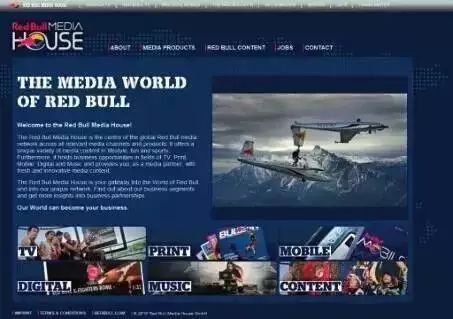 Red Bull MEDIA
HOUSE
ABOUT
MEDIA PRODUCTS
RED BULL CONTENT
JOBS
CONTACT
THE MEDIA WORLD
OF RED BULL
Welcome to the Red Bull Media House!
The Red Bull Media House is the centre of the global Red Bull media
network across all relevant media channels and products. It offers a
unique variety of media content in lifestyle, fun and sports.
Furthermore, it holds business opportunities in fields of TV, Print,
Mobile, Digital and Music and provides you, as a media partner, with
fresh and innovative media content.
The Red Bull Media House is your gateway into the World of Red Bull
and into our unique network. Find out about our business segments
and get more insights into business partnerships.
Our World can become your business.
TV
PRINT
MOBILE
DIGITAL
MUSIC
CONTENT
IMPRINT
TERMS & CONDITIONS
REDBULL.COM
© 2010 Red Bull Media House GmbH